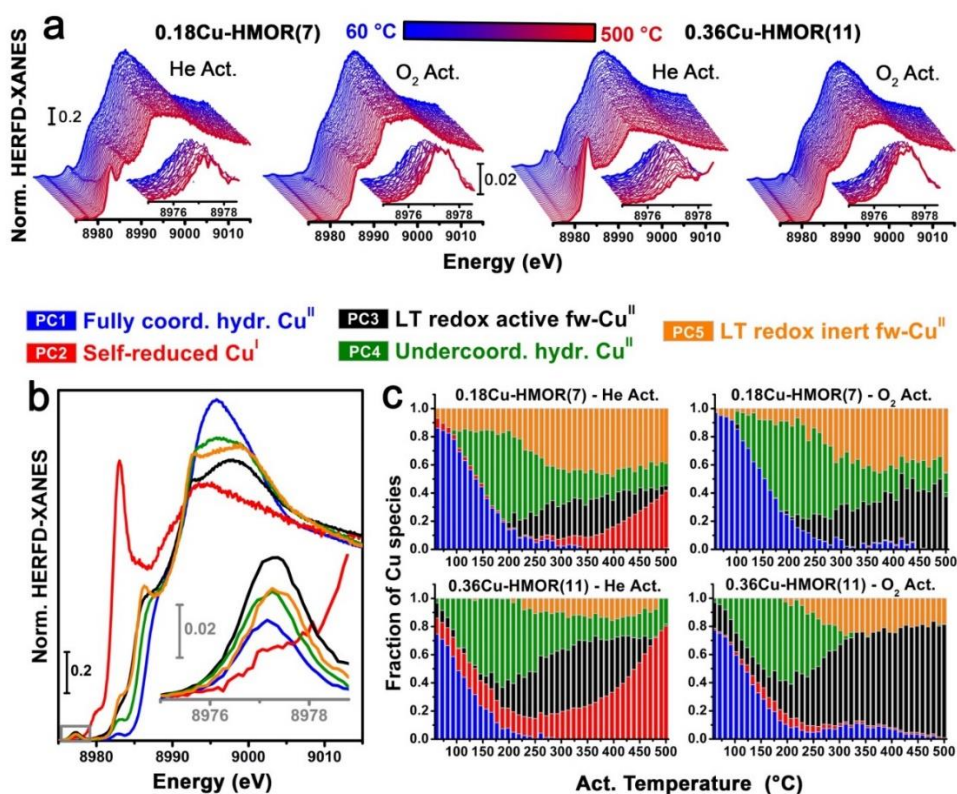 a
0.18Cu-HMOR(7) 60 °C 500 °C 0.36Cu-HMOR(11)
He Act. O2 Act. He Act. O2 Act.
Norm. HERFD-XANES
0.2
0.02
8976 8978 8976 8978 8976 8978 8976 8978
8980 8990 9000 9010 8980 8990 9000 9010 8980 8990 9000 9010 8980 8990 9000 9010
Energy (eV)
PC1 Fully coord. hydr. CuII PC3 LT redox active fw-CuII PC5 LT redox inert fw-CuII
PC2 Self-reduced CuI PC4 Undercoord. hydr. CuII
b
Norm. HERFD-XANES
0.2
0.02
8976 8978
8980 8990 9000 9010
Energy (eV)
c
Fraction of Cu species
0.18Cu-HMOR(7) - He Act. 0.18Cu-HMOR(7) - O2 Act.
1.0
0.8
0.6
0.4
0.2
0.0
100 150 200 250 300 350 400 450 500 100 150 200 250 300 350 400 450 500
0.36Cu-HMOR(11) - He Act. 0.36Cu-HMOR(11) - O2 Act.
1.0
0.8
0.6
0.4
0.2
0.0
100 150 200 250 300 350 400 450 500 100 150 200 250 300 350 400 450 500
Act. Temperature (°C)